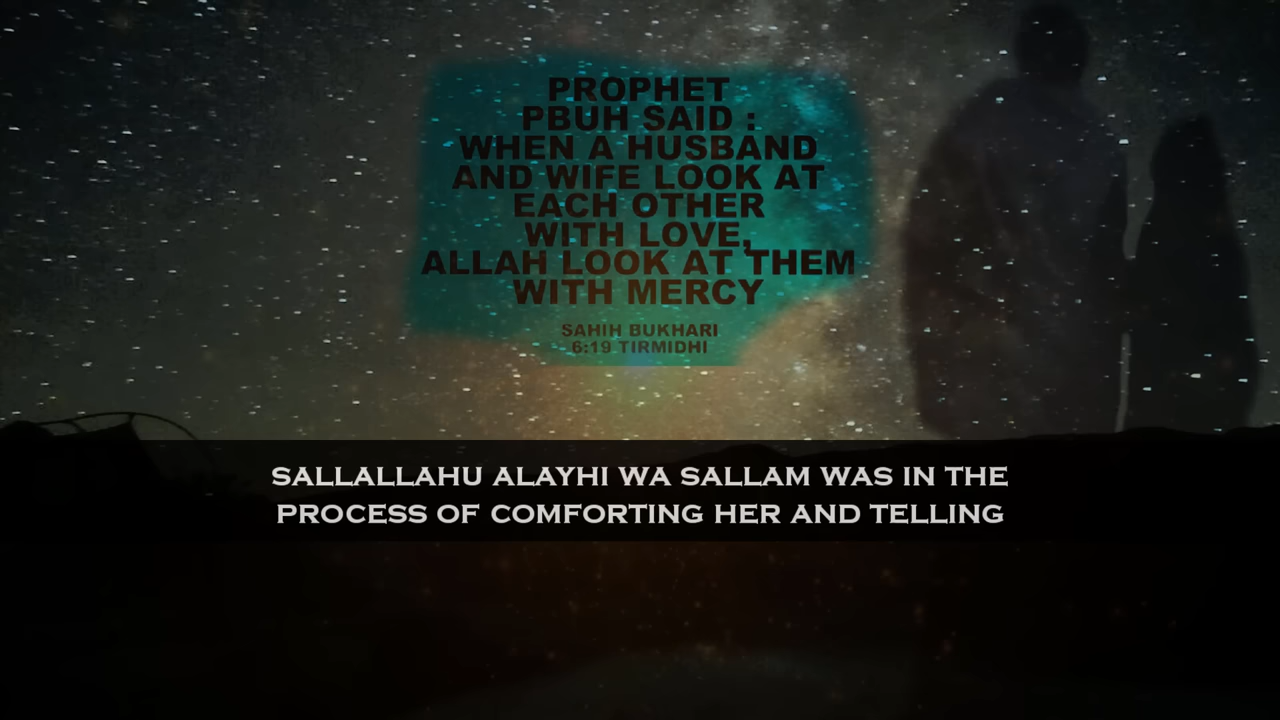 PROPHET
PBUH SAID :
WHEN A HUSBAND
AND WIFE LOOK AT
EACH OTHER
WITH LOVE,
ALLAH LOOK AT THEM
WITH MERCY
SAHIH BUKHARI
6:19 TIRMIDHI
SALLALLAHU ALAYHI WA SALLAM WAS IN THE
PROCESS OF COMFORTING HER AND TELLING